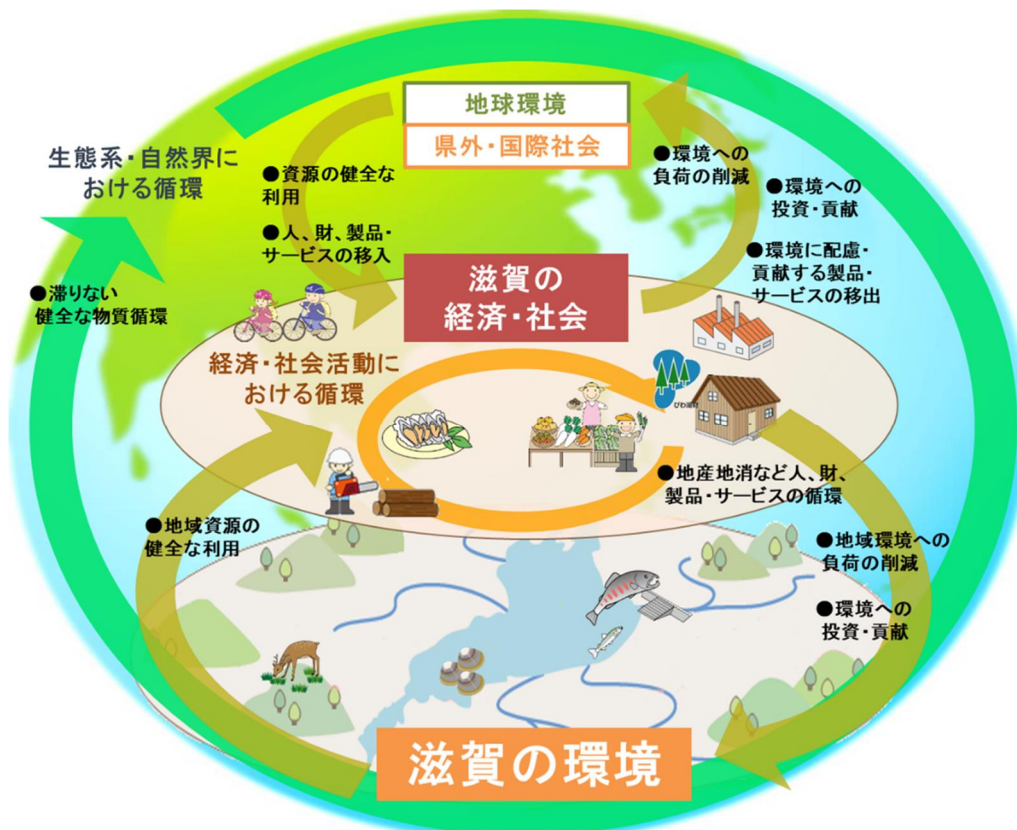 地球環境
県外・国際社会
生態系・自然界に
おける循環
●資源の健全な
利用
●人、財、製品・
サービスの移入
●環境への
負荷の削減
●環境への
投資・貢献
●環境に配慮・
貢献する製品・
サービスの移出
●滞りない
健全な物質循環
滋賀の
経済・社会
経済・社会活動に
おける循環
●地産地消など人、財、
製品・サービスの循環
●地域資源の
健全な利用
●地域環境への
負荷の削減
●環境への
投資・貢献
滋賀の環境